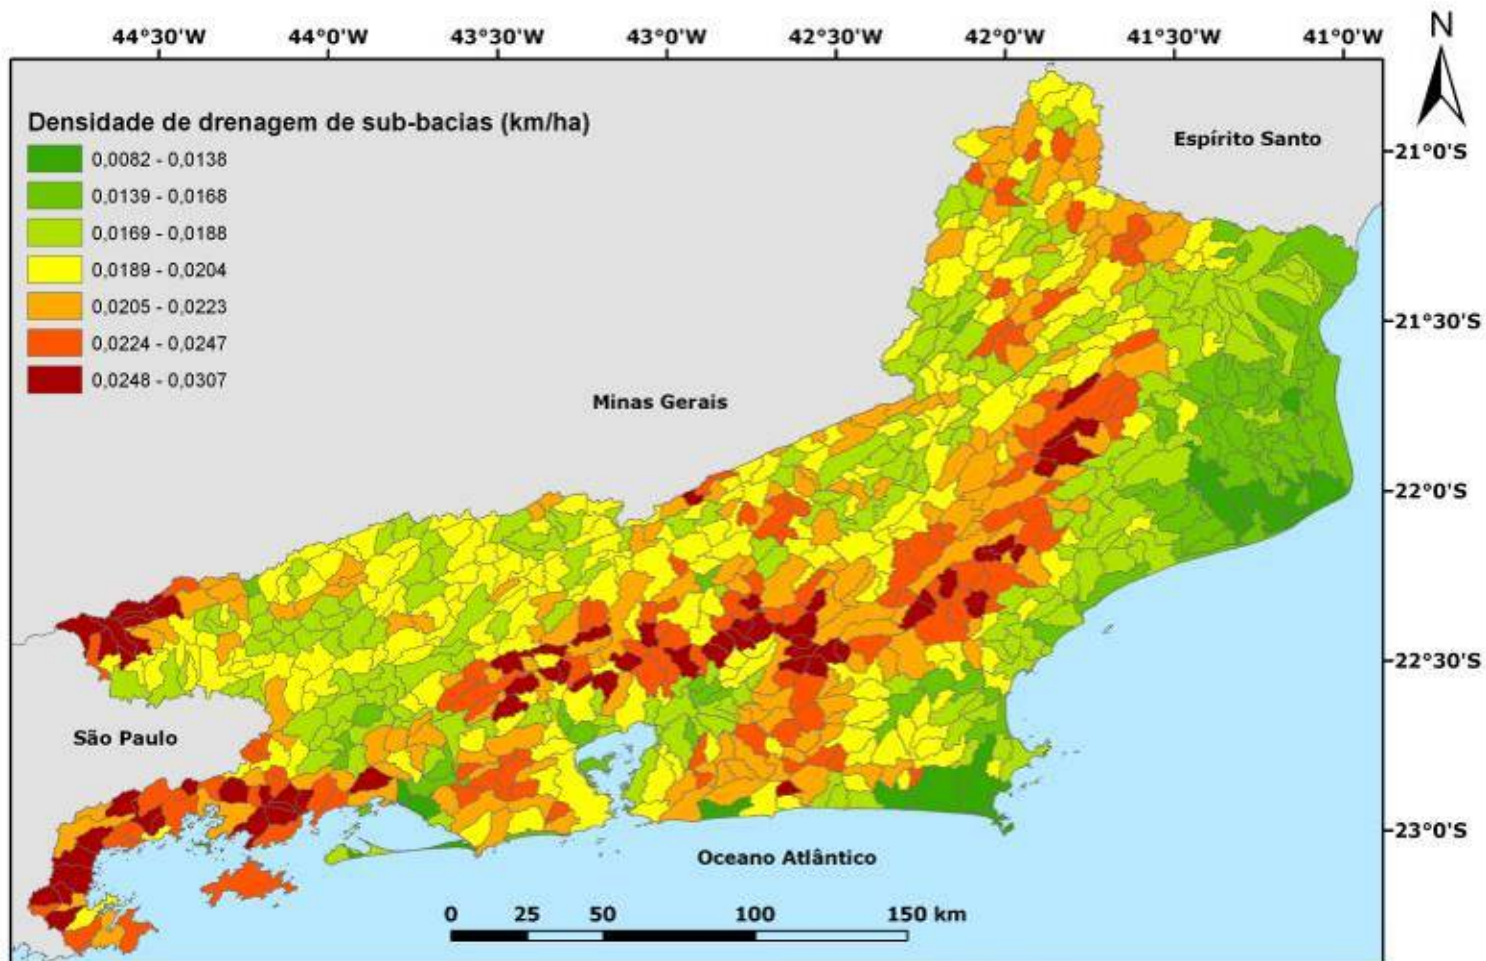 N
44°30'W 44°0'W 43°30'W 43°0'W 42°30'W 42°0'W 41°30'W 41°0'W
Densidade de drenagem de sub-bacias (km/ha)
0,0082 - 0,0138
0,0139 - 0,0168
0,0169 - 0,0188
0,0189 - 0,0204
0,0205 - 0,0223
0,0224 - 0,0247
0,0248 - 0,0307
Espírito Santo
21°0'S
21°30'S
Minas Gerais
22°0'S
22°30'S
São Paulo
23°0'S
Oceano Atlântico
0 25 50 100 150 km